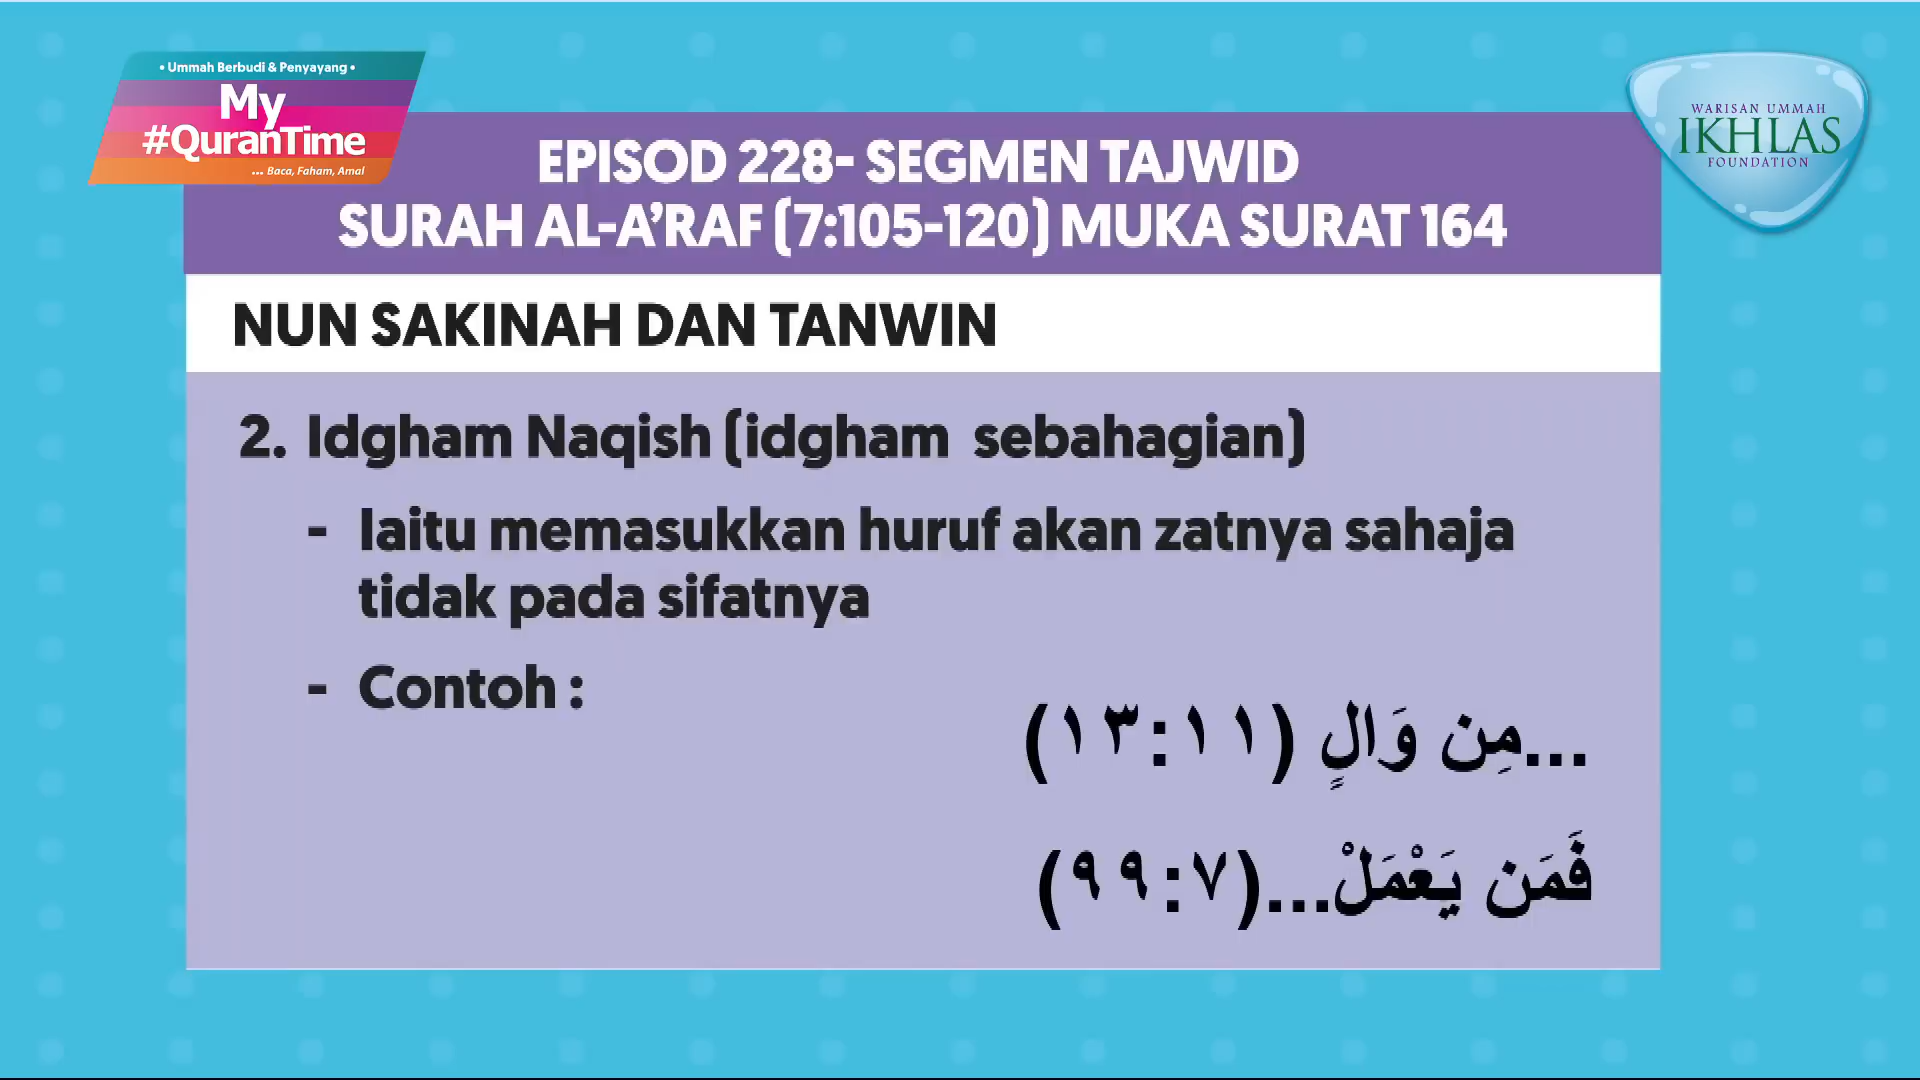 • Ummah Berbudi & Penyayang •
My
#QuranTime
... Baca, Faham, Amal
WARISAN UMMAH
IKHLAS
FOUNDATION
EPISOD 228- SEGMEN TAJWID
SURAH AL-A’RAF (7:105-120) MUKA SURAT 164
NUN SAKINAH DAN TANWIN
2. Idgham Naqish (idgham sebahagian)
- Iaitu memasukkan huruf akan zatnya sahaja
tidak pada sifatnya
- Contoh :
...مِن وَالٍ (١٣:١١)
فَمَن يَعْمَلْ...(٩٩:٧)